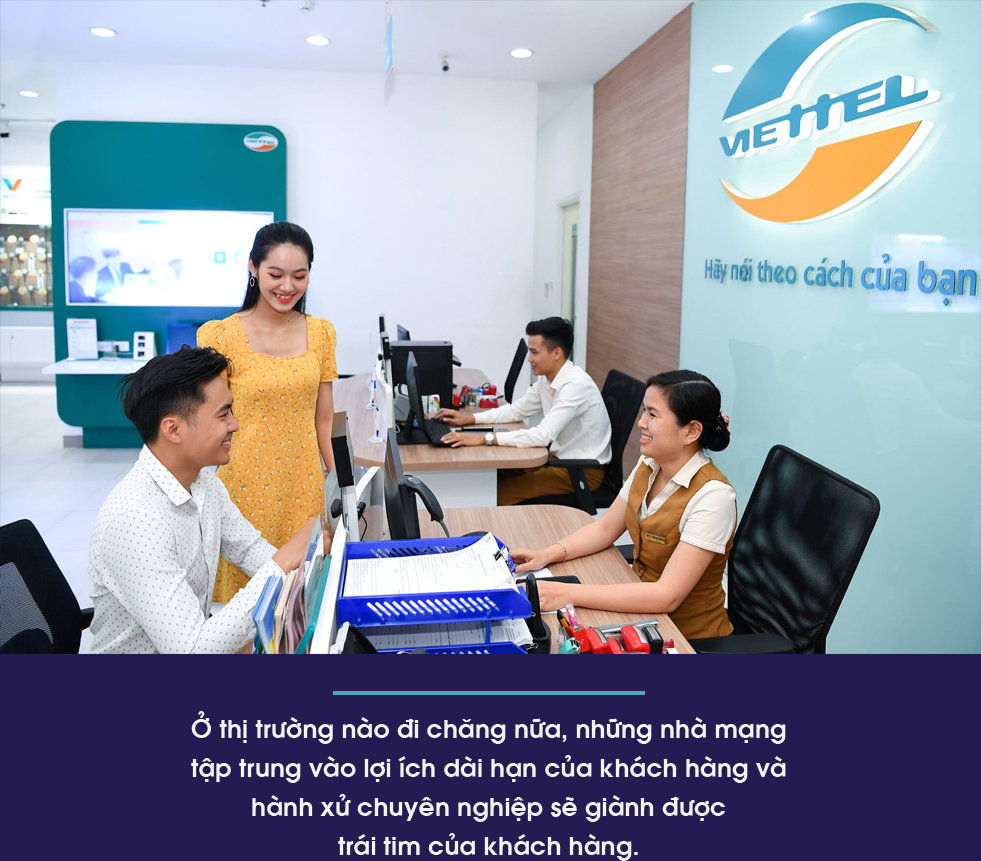 VIETTEL
VIETTEL
Hãy nói theo cách của bạn
Ở thị trường nào đi chăng nữa, những nhà mạng
tập trung vào lợi ích dài hạn của khách hàng và
hành xử chuyên nghiệp sẽ giành được
trái tim của khách hàng.